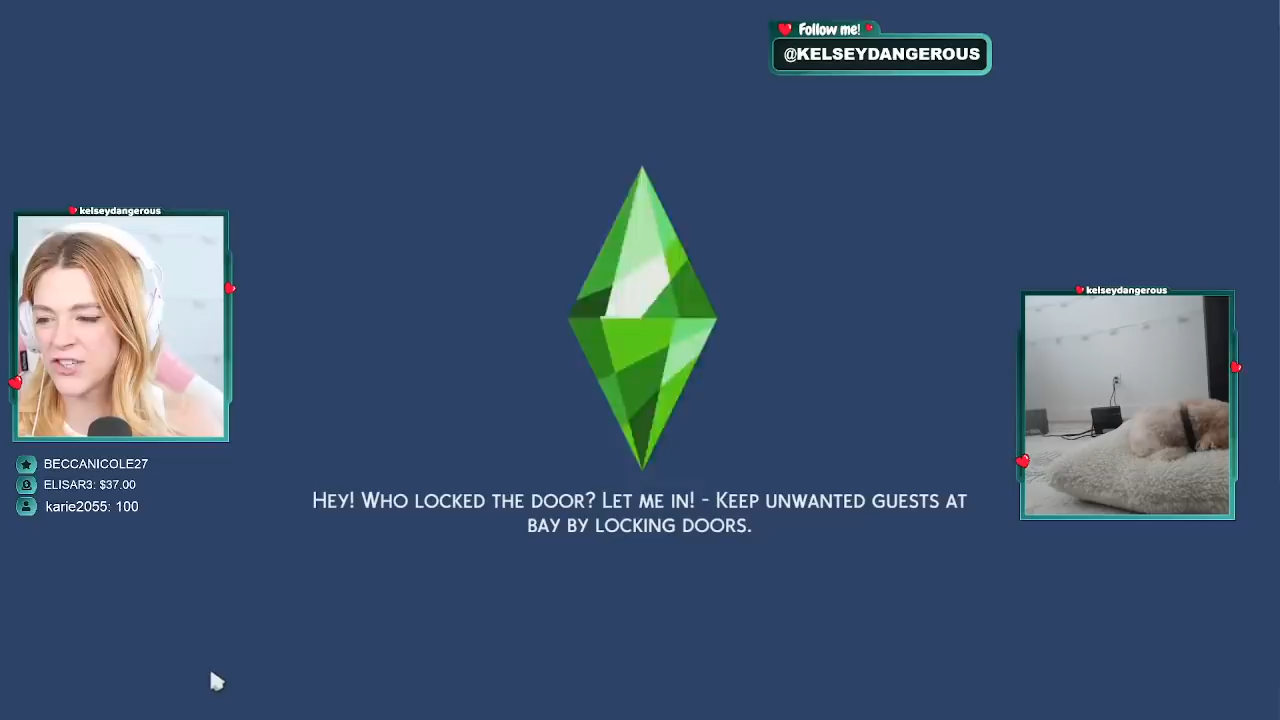 Follow me!
@KELSEYDANGEROUS
kelseydangerous
kelseydangerous
BECCANICOLE27
ELISAR3: $37.00
karie2055: 100
HEY! WHO LOCKED THE DOOR? LET ME IN! - KEEP UNWANTED GUESTS AT
BAY BY LOCKING DOORS.